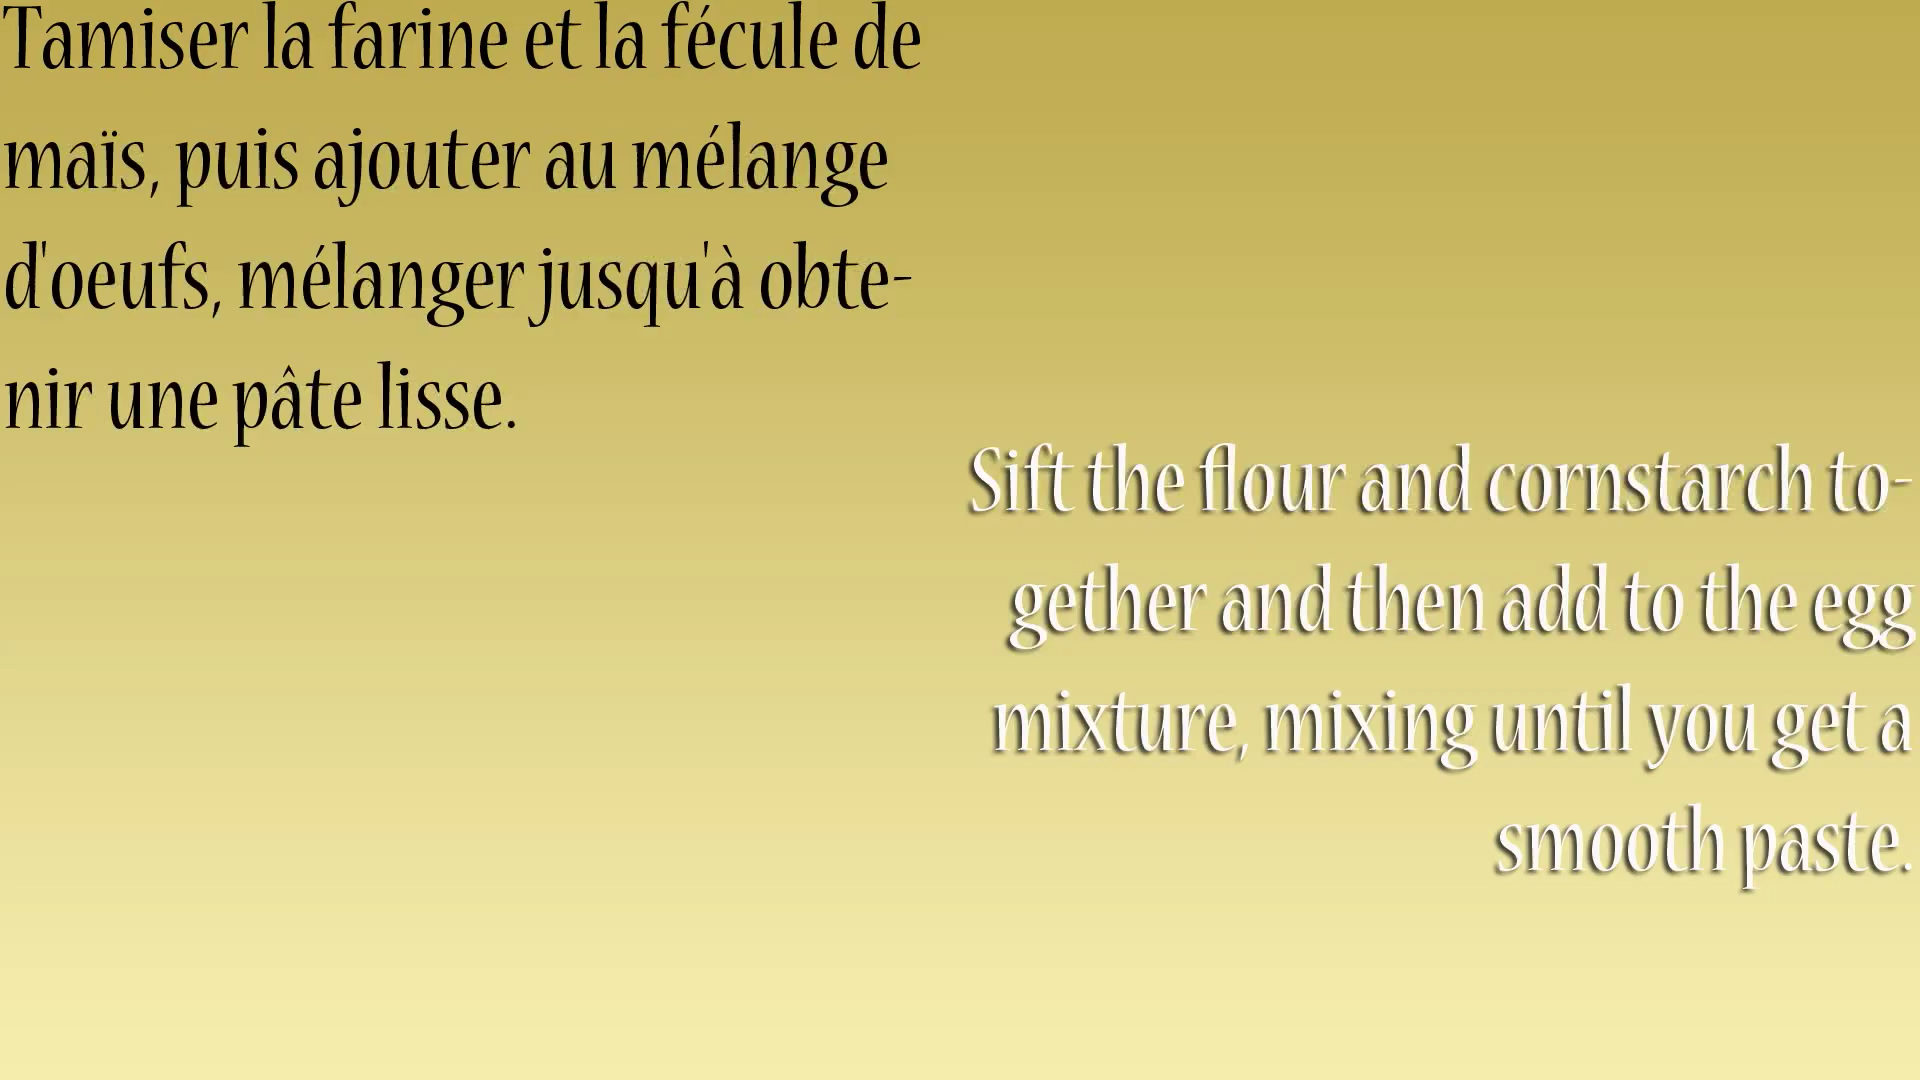 Tamiser la farine et la fécule de
maïs, puis ajouter au mélange
d'oeufs, mélanger jusqu'à obte-
nir une pâte lisse.
Sift the flour and cornstarch to-
gether and then add to the egg
mixture, mixing until you get a
smooth paste.